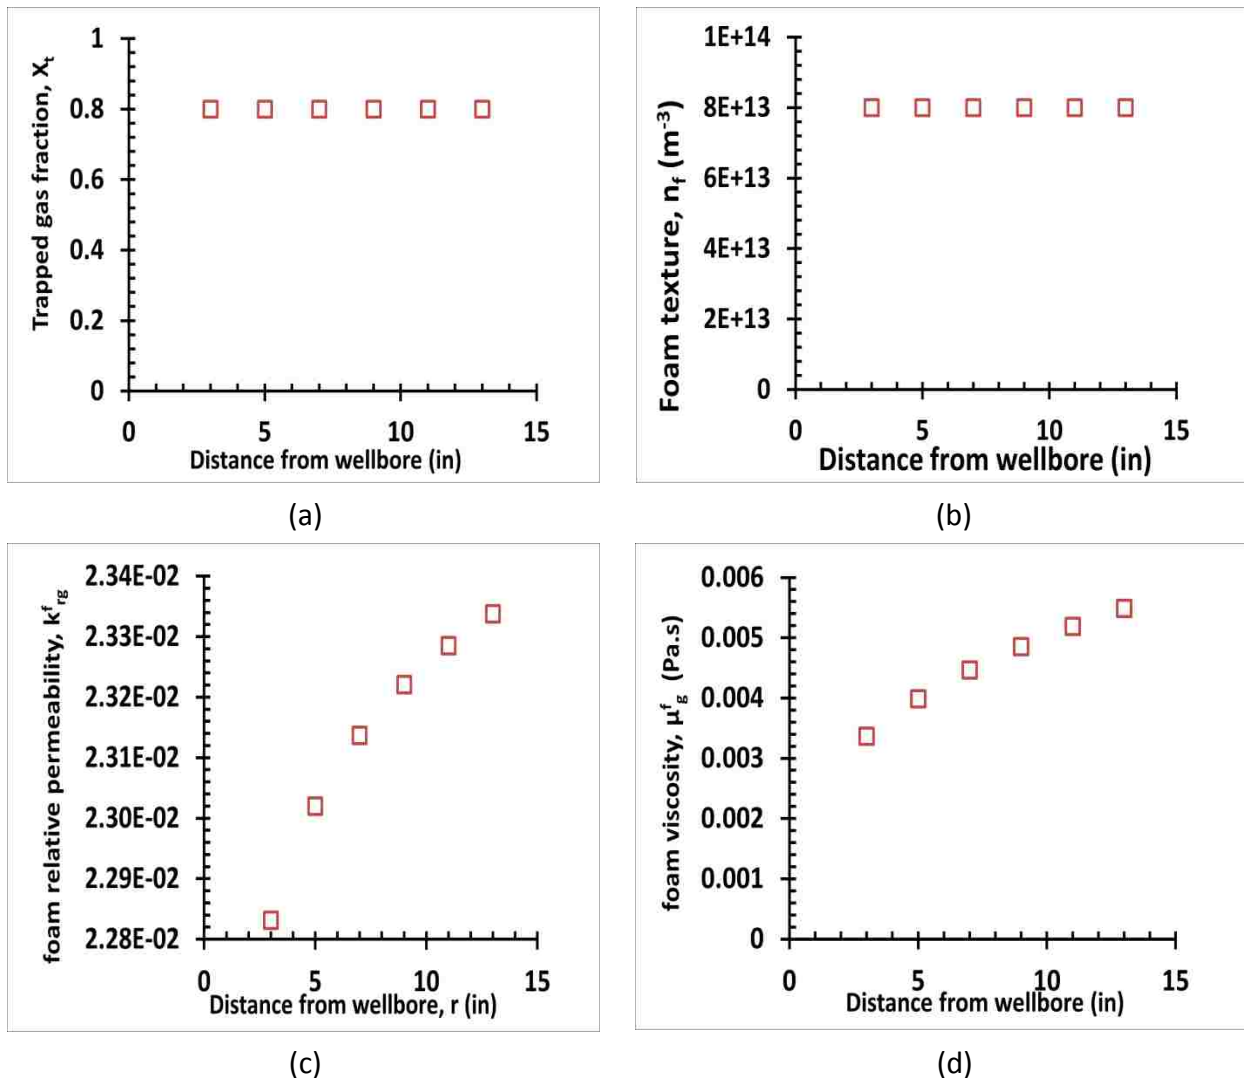 Trapped gas fraction, Xt
1
0.8
0.6
0.4
0.2
0
0 5 10 15
Distance from wellbore (in)
(a)
Foam texture, nf (m-3)
1E+14
8E+13
6E+13
4E+13
2E+13
0
0 5 10 15
Distance from wellbore (in)
(b)
foam relative permeability, kfrg
2.34E-02
2.33E-02
2.32E-02
2.31E-02
2.30E-02
2.29E-02
2.28E-02
0 5 10 15
Distance from wellbore, r (in)
(c)
foam viscosity, μfg (Pa.s)
0.006
0.005
0.004
0.003
0.002
0.001
0
0 5 10 15
Distance from wellbore (in)
(d)